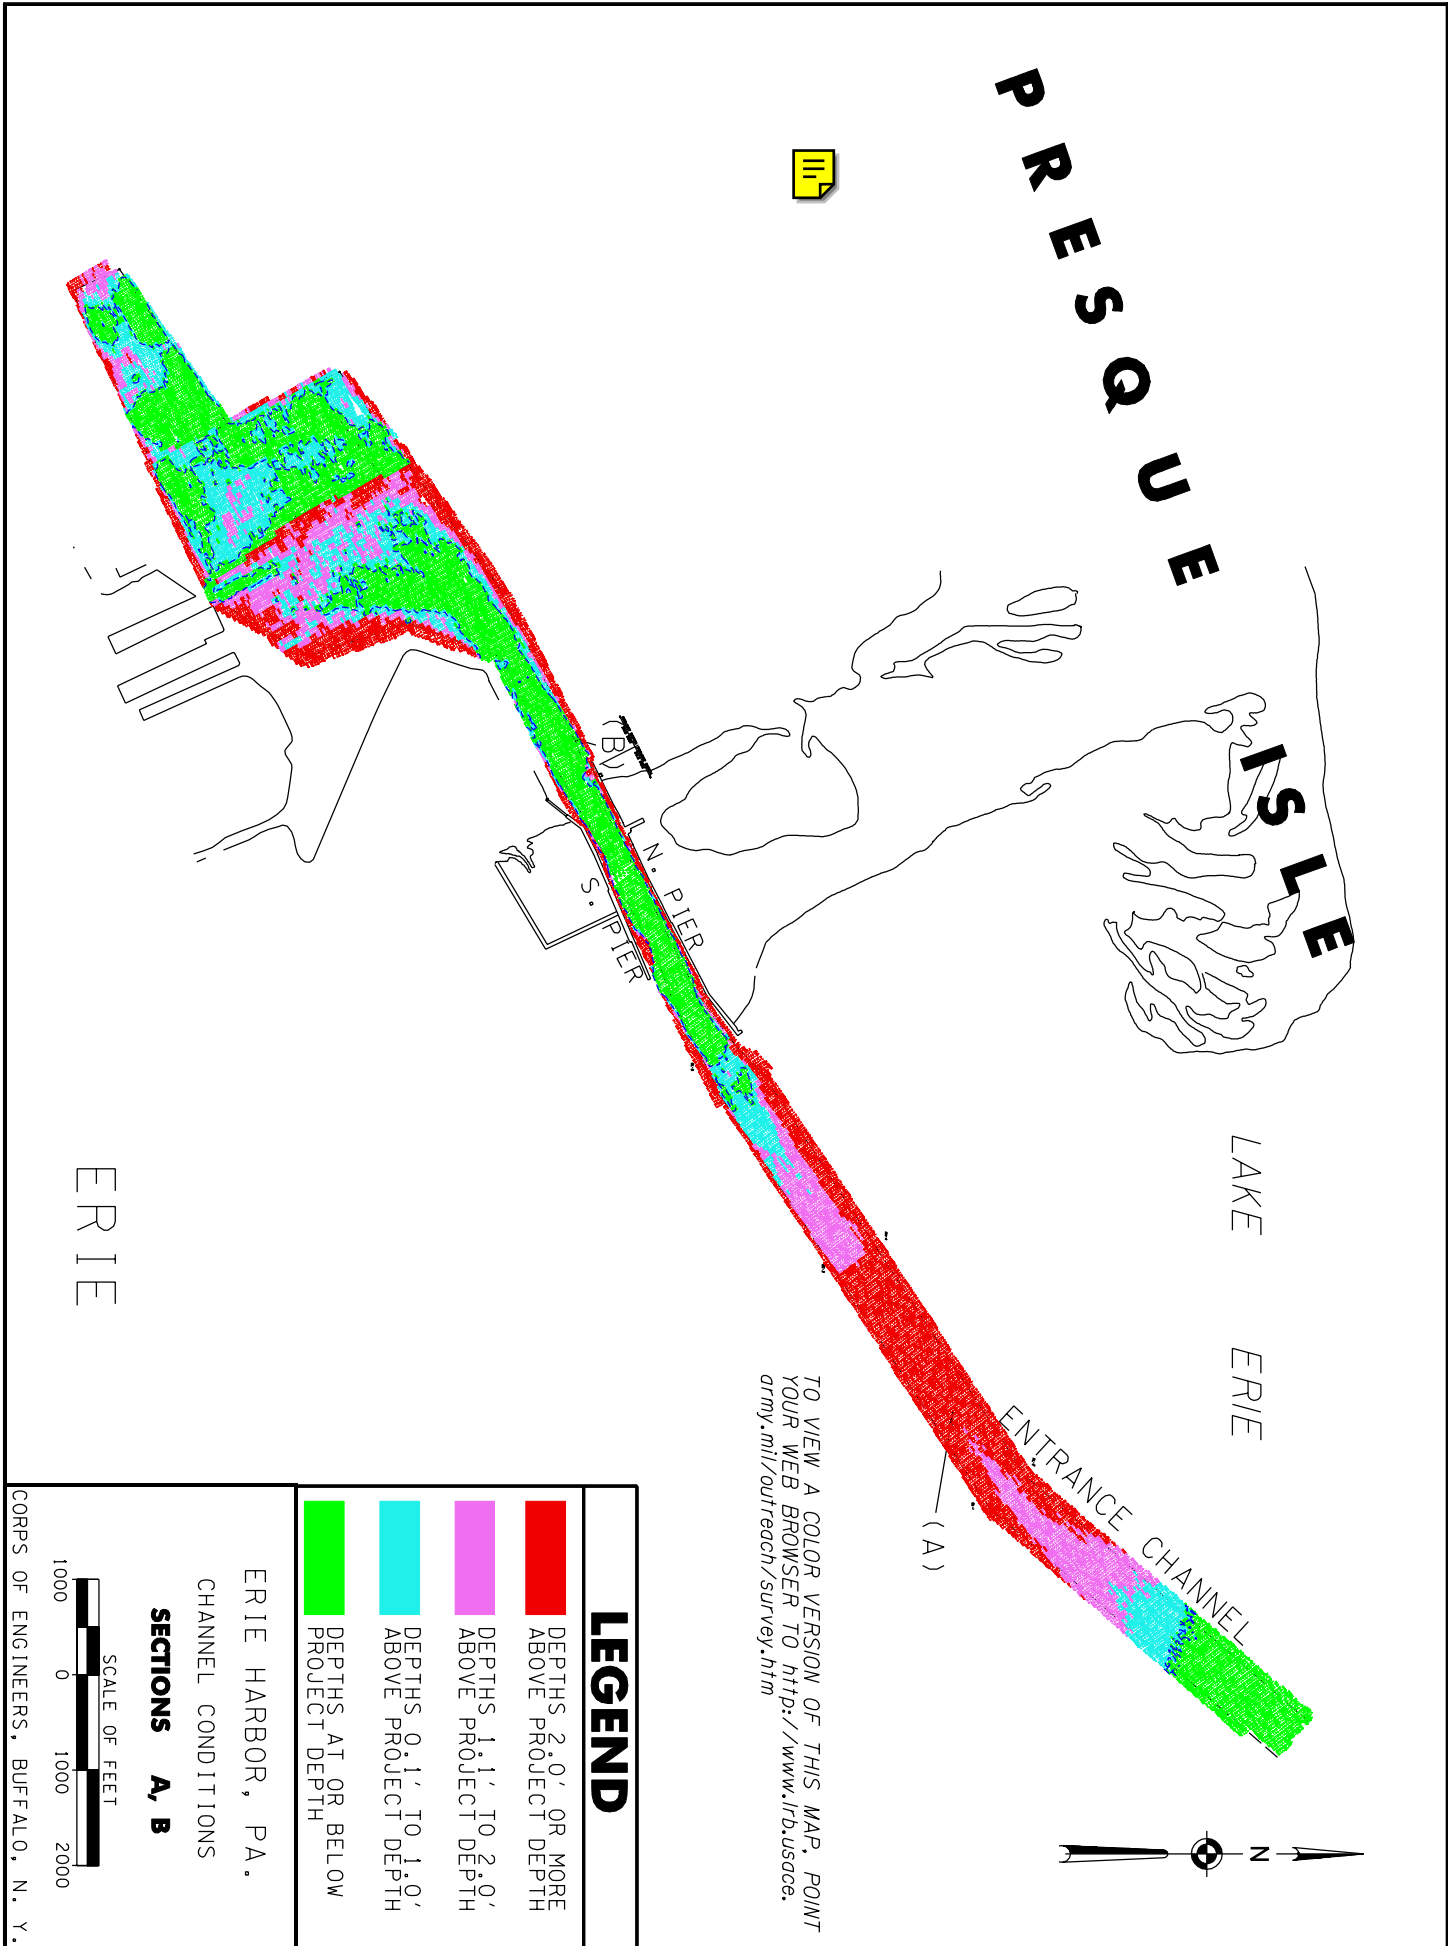 PRESQUE ISLE
LAKE ERIE
ENTRANCE CHANNEL
(A)
(B)
N. PIER
S. PIER
ERIE
N
TO VIEW A COLOR VERSION OF THIS MAP, POINT
YOUR WEB BROWSER TO http://www.lrb.usace.
army.mil/outreach/survey.htm
LEGEND
DEPTHS 2.0' OR MORE
ABOVE PROJECT DEPTH
DEPTHS 1.1' TO 2.0'
ABOVE PROJECT DEPTH
DEPTHS 0.1' TO 1.0'
ABOVE PROJECT DEPTH
DEPTHS AT OR BELOW
PROJECT DEPTH
ERIE HARBOR, PA.
CHANNEL CONDITIONS
SECTIONS A, B
SCALE OF FEET
1000 0 1000 2000
CORPS OF ENGINEERS, BUFFALO, N. Y.